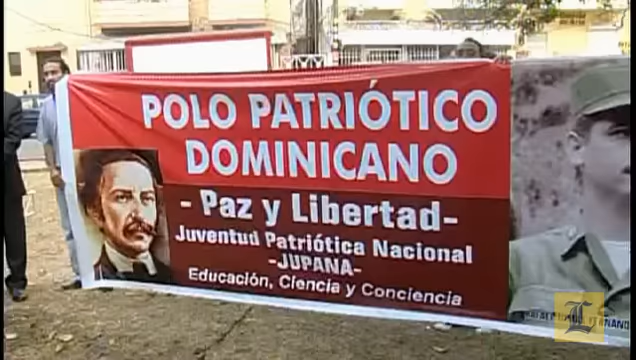 POLO PATRIÓTICO
DOMINICANO
- Paz y Libertad-
Juventud Patriótica Nacional
-JUPANA-
Educación, Ciencia y Conciencia
L